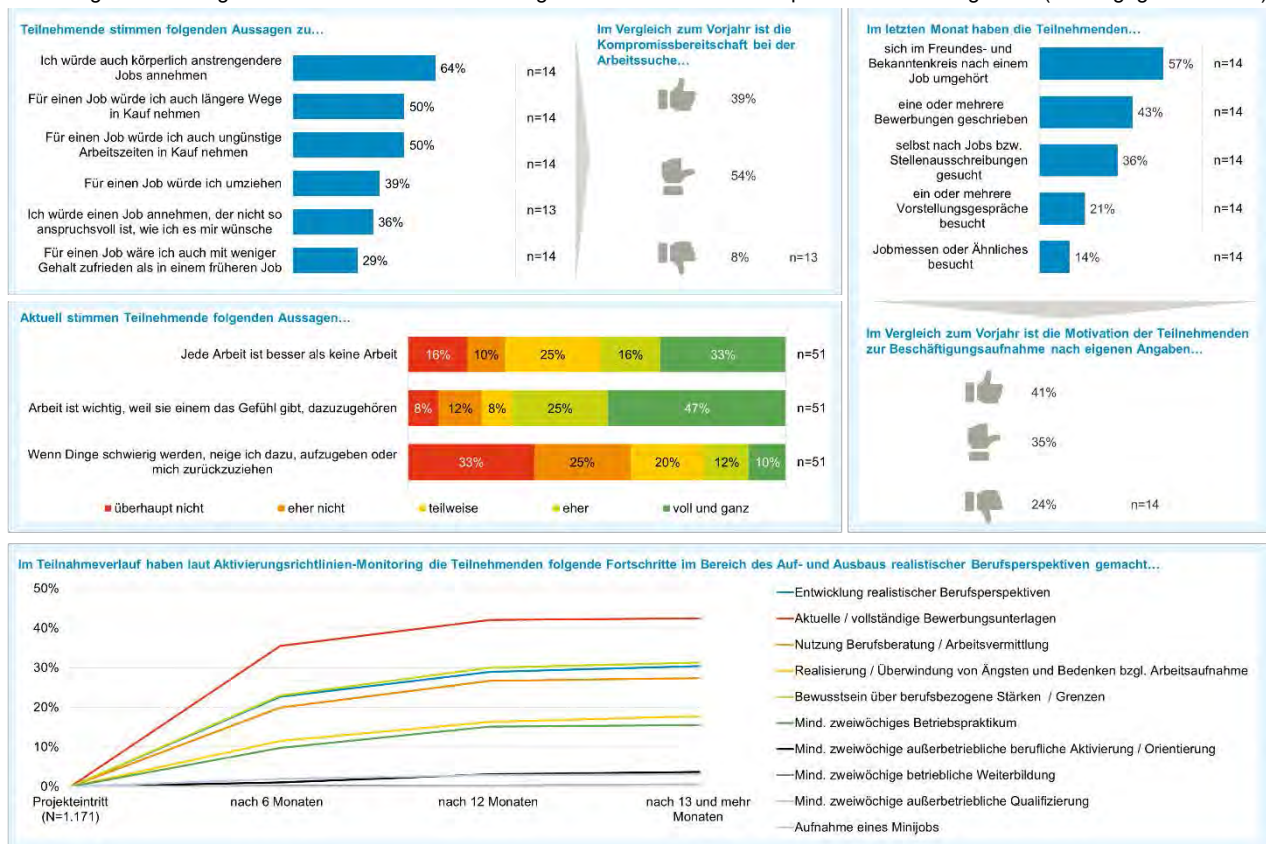 Teilnehmende stimmen folgenden Aussagen zu…
Ich würde auch körperlich anstrengendere
Jobs annehmen
64%
n=14
Für einen Job würde ich auch längere Wege
in Kauf nehmen
50%
n=14
Für einen Job würde ich auch ungünstige
Arbeitszeiten in Kauf nehmen
50%
n=14
Für einen Job würde ich umziehen
39%
n=13
Ich würde einen Job annehmen, der nicht so
anspruchsvoll ist, wie ich es mir wünsche
36%
n=14
Für einen Job wäre ich auch mit weniger
Gehalt zufrieden als in einem früheren Job
29%
Im Vergleich zum Vorjahr ist die
Kompromissbereitschaft bei der
Arbeitssuche…
39%
54%
8% n=13
Im letzten Monat haben die Teilnehmenden…
sich im Freundes- und
Bekanntenkreis nach einem
Job umgehört
57% n=14
eine oder mehrere
Bewerbungen geschrieben
43% n=14
selbst nach Jobs bzw.
Stellenausschreibungen
gesucht
36% n=14
ein oder mehrere
Vorstellungsgespräche
besucht
21% n=14
Jobmessen oder Ähnliches
besucht
14% n=14
Im Vergleich zum Vorjahr ist die Motivation der Teilnehmenden
zur Beschäftigungsaufnahme nach eigenen Angaben…
41%
35%
24% n=14
Aktuell stimmen Teilnehmende folgenden Aussagen…
Jede Arbeit ist besser als keine Arbeit
16% 10% 25% 16% 33% n=51
Arbeit ist wichtig, weil sie einem das Gefühl gibt, dazuzugehören
8% 12% 8% 25% 47% n=51
Wenn Dinge schwierig werden, neige ich dazu, aufzugeben oder
mich zurückzuziehen
33% 25% 20% 12% 10% n=51
überhaupt nicht eher nicht teilweise eher voll und ganz
Im Teilnahmeverlauf haben laut Aktivierungsrichtlinien-Monitoring die Teilnehmenden folgende Fortschritte im Bereich des Auf- und Ausbaus realistischer Berufsperspektiven gemacht…
50%
40%
30%
20%
10%
0%
Projekteintritt
(N=1.171)
nach 6 Monaten
nach 12 Monaten
nach 13 und mehr
Monaten
Entwicklung realistischer Berufsperspektiven
Aktuelle / vollständige Bewerbungsunterlagen
Nutzung Berufsberatung / Arbeitsvermittlung
Realisierung / Überwindung von Ängsten und Bedenken bzgl. Arbeitsaufnahme
Bewusstsein über berufsbezogene Stärken / Grenzen
Mind. zweiwöchiges Betriebspraktikum
Mind. zweiwöchige außerbetriebliche berufliche Aktivierung / Orientierung
Mind. zweiwöchige betriebliche Weiterbildung
Mind. zweiwöchige außerbetriebliche Qualifizierung
Aufnahme eines Minijobs